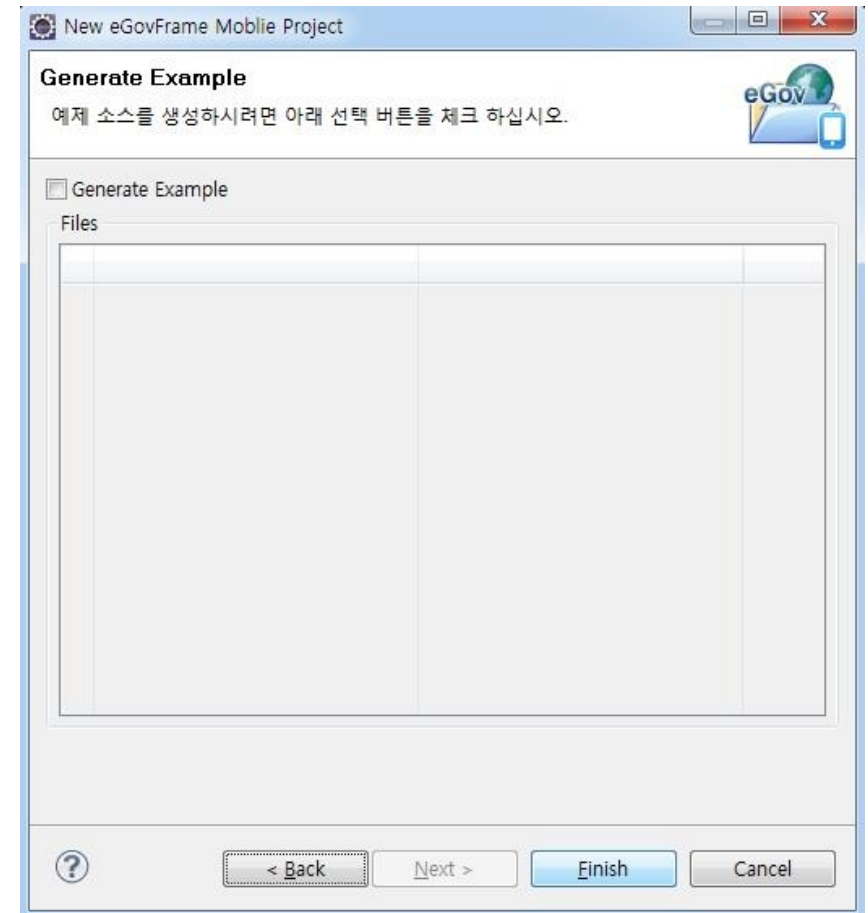 New eGovFrame Moblie Project
Generate Example
예제 소스를 생성하시려면 아래 선택 버튼을 체크 하십시오.
eGov
Generate Example
Files
?
< Back
Next >
Finish
Cancel